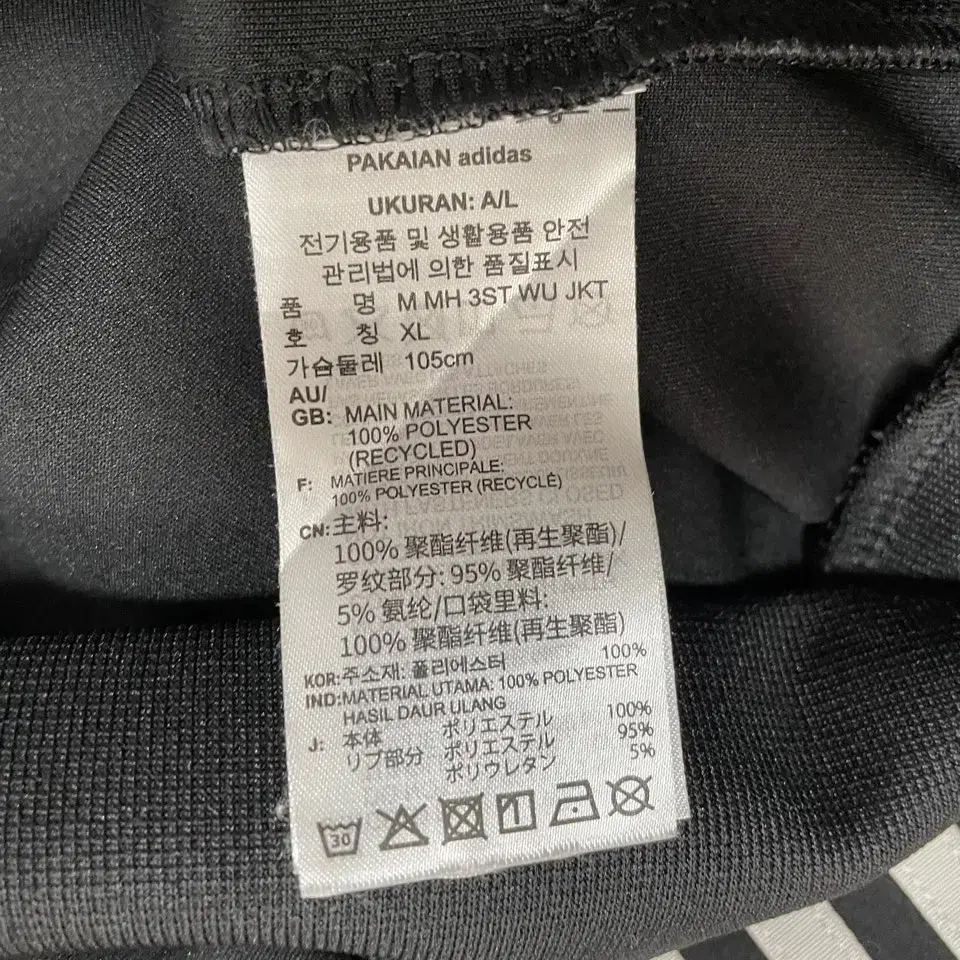 PAKAIAN adidas
UKURAN: A/L
전기용품 및 생활용품 안전
관리법에 의한 품질표시
품 명 M MH 3ST WU JKT
호 칭 XL
가슴둘레 105cm
AU/
GB: MAIN MATERIAL:
100% POLYESTER
(RECYCLED)
F: MATIERE PRINCIPALE:
100% POLYESTER (RECYCLÉ)
CN: 主料:
100% 聚酯纤维(再生聚酯)/
罗纹部分: 95% 聚酯纤维/
5% 氨纶/口袋里料:
100% 聚酯纤维(再生聚酯)
KOR: 주소재: 폴리에스터 100%
IND: MATERIAL UTAMA: 100% POLYESTER
HASIL DAUR ULANG
J: 本体 ポリエステル 100%
リブ部分 ポリエステル 95%
ポリウレタン 5%
30